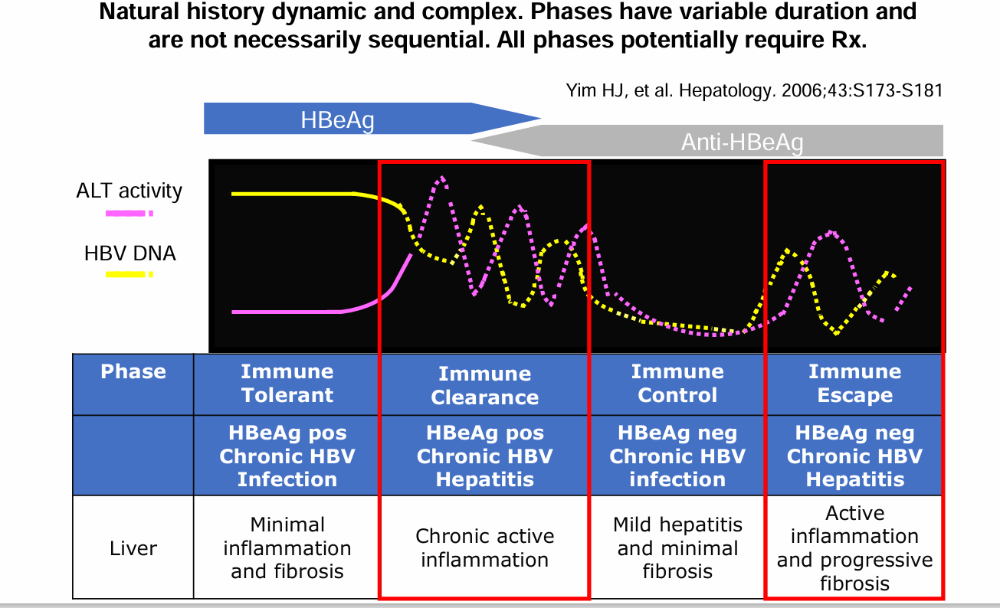 Natural history dynamic and complex. Phases have variable duration and
are not necessarily sequential. All phases potentially require Rx.
Yim HJ, et al. Hepatology. 2006;43:S173-S181
HBeAg
Anti-HBeAg
ALT activity
HBV DNA
Phase
Immune
Tolerant
Immune
Clearance
Immune
Control
Immune
Escape
HBeAg pos
Chronic HBV
Infection
HBeAg pos
Chronic HBV
Hepatitis
HBeAg neg
Chronic HBV
infection
HBeAg neg
Chronic HBV
Hepatitis
Liver
Minimal
inflammation
and fibrosis
Chronic active
inflammation
Mild hepatitis
and minimal
fibrosis
Active
inflammation
and progressive
fibrosis